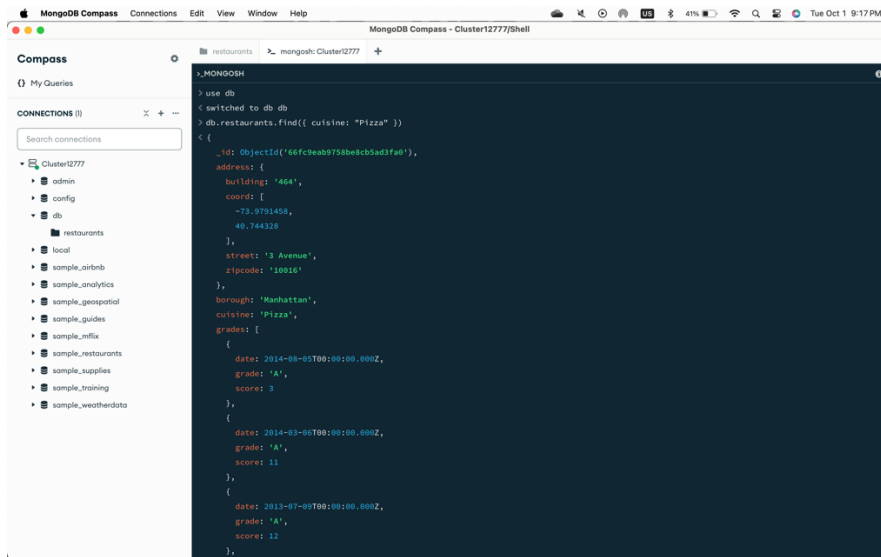 MongoDB Compass Connections Edit View Window Help US 41% Tue Oct 1 9:17 PM
MongoDB Compass - Cluster12777/Shell
Compass
{} My Queries
CONNECTIONS (1)
Search connections
Cluster12777
admin
config
db
restaurants
local
sample_airbnb
sample_analytics
sample_geospatial
sample_guides
sample_mflix
sample_restaurants
sample_supplies
sample_training
sample_weatherdata
restaurants >_ mongosh: Cluster12777 +
>_MONGOSH
> use db
< switched to db db
> db.restaurants.find({ cuisine: "Pizza" })
< {
_id: ObjectId('66fc9eab9758be8cb5ad3fa0'),
address: {
building: '464',
coord: [
-73.9791458,
40.744328
],
street: '3 Avenue',
zipcode: '10016'
},
borough: 'Manhattan',
cuisine: 'Pizza',
grades: [
{
date: 2014-08-05T00:00:00.000Z,
grade: 'A',
score: 3
},
{
date: 2014-03-06T00:00:00.000Z,
grade: 'A',
score: 11
},
{
date: 2013-07-09T00:00:00.000Z,
grade: 'A',
score: 12
},